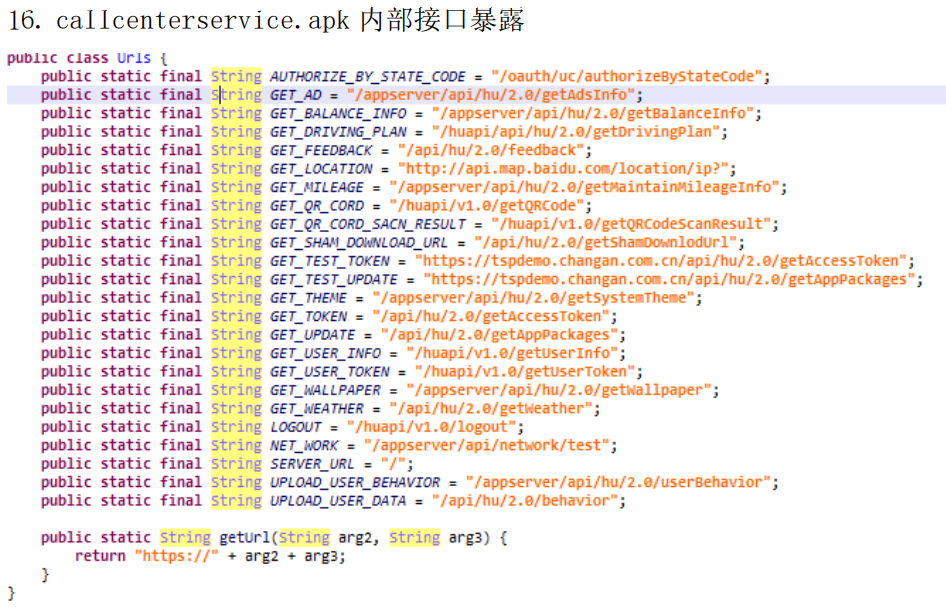 16. callcenterservice.apk 内部接口暴露
public class Urls {
public static final String AUTHORIZE_BY_STATE_CODE = "/oauth/uc/authorizeByStateCode";
public static final String GET_AD = "/appserver/api/hu/2.0/getAdsInfo";
public static final String GET_BALANCE_INFO = "/appserver/api/hu/2.0/getBalanceInfo";
public static final String GET_DRIVING_PLAN = "/huapi/api/hu/2.0/getDrivingPlan";
public static final String GET_FEEDBACK = "/api/hu/2.0/feedback";
public static final String GET_LOCATION = "http://api.map.baidu.com/location/ip?";
public static final String GET_MILEAGE = "/appserver/api/hu/2.0/getMaintainMileageInfo";
public static final String GET_QR_CORD = "/huapi/v1.0/getQRCode";
public static final String GET_QR_CORD_SACN_RESULT = "/huapi/v1.0/getQRCodeScanResult";
public static final String GET_SHAM_DOWNLOAD_URL = "/api/hu/2.0/getShamDownlodUrl";
public static final String GET_TEST_TOKEN = "https://tspdemo.changan.com.cn/api/hu/2.0/getAccessToken";
public static final String GET_TEST_UPDATE = "https://tspdemo.changan.com.cn/api/hu/2.0/getAppPackages";
public static final String GET_THEME = "/appserver/api/hu/2.0/getSystemTheme";
public static final String GET_TOKEN = "/api/hu/2.0/getAccessToken";
public static final String GET_UPDATE = "/api/hu/2.0/getAppPackages";
public static final String GET_USER_INFO = "/huapi/v1.0/getUserInfo";
public static final String GET_USER_TOKEN = "/huapi/v1.0/getUserToken";
public static final String GET_WALLPAPER = "/appserver/api/hu/2.0/getWallpaper";
public static final String GET_WEATHER = "/api/hu/2.0/getWeather";
public static final String LOGOUT = "/huapi/v1.0/logout";
public static final String NET_WORK = "/appserver/api/network/test";
public static final String SERVER_URL = "/";
public static final String UPLOAD_USER_BEHAVIOR = "/appserver/api/hu/2.0/userBehavior";
public static final String UPLOAD_USER_DATA = "/api/hu/2.0/behavior";
public static String getUrl(String arg2, String arg3) {
return "https://" + arg2 + arg3;
}
}